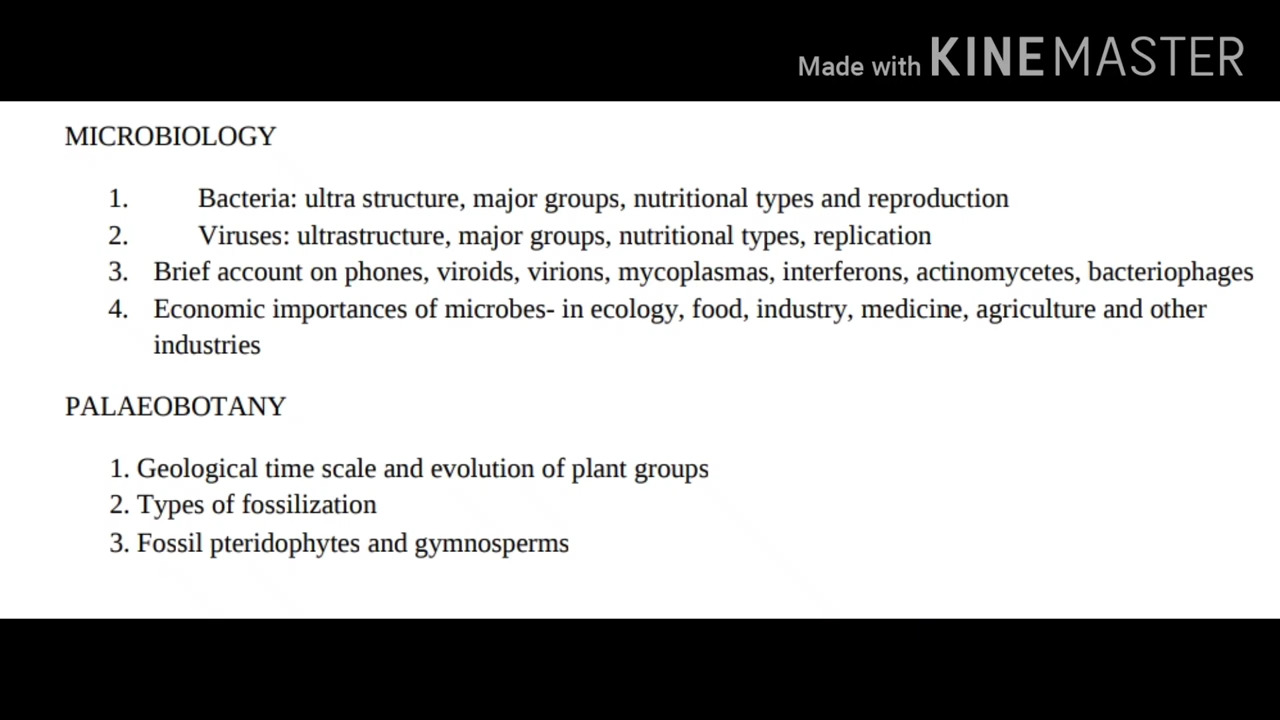 Made with KINEMASTER
MICROBIOLOGY
1. Bacteria: ultra structure, major groups, nutritional types and reproduction
2. Viruses: ultrastructure, major groups, nutritional types, replication
3. Brief account on phones, viroids, virions, mycoplasmas, interferons, actinomycetes, bacteriophages
4. Economic importances of microbes- in ecology, food, industry, medicine, agriculture and other
industries
PALAEOBOTANY
1. Geological time scale and evolution of plant groups
2. Types of fossilization
3. Fossil pteridophytes and gymnosperms